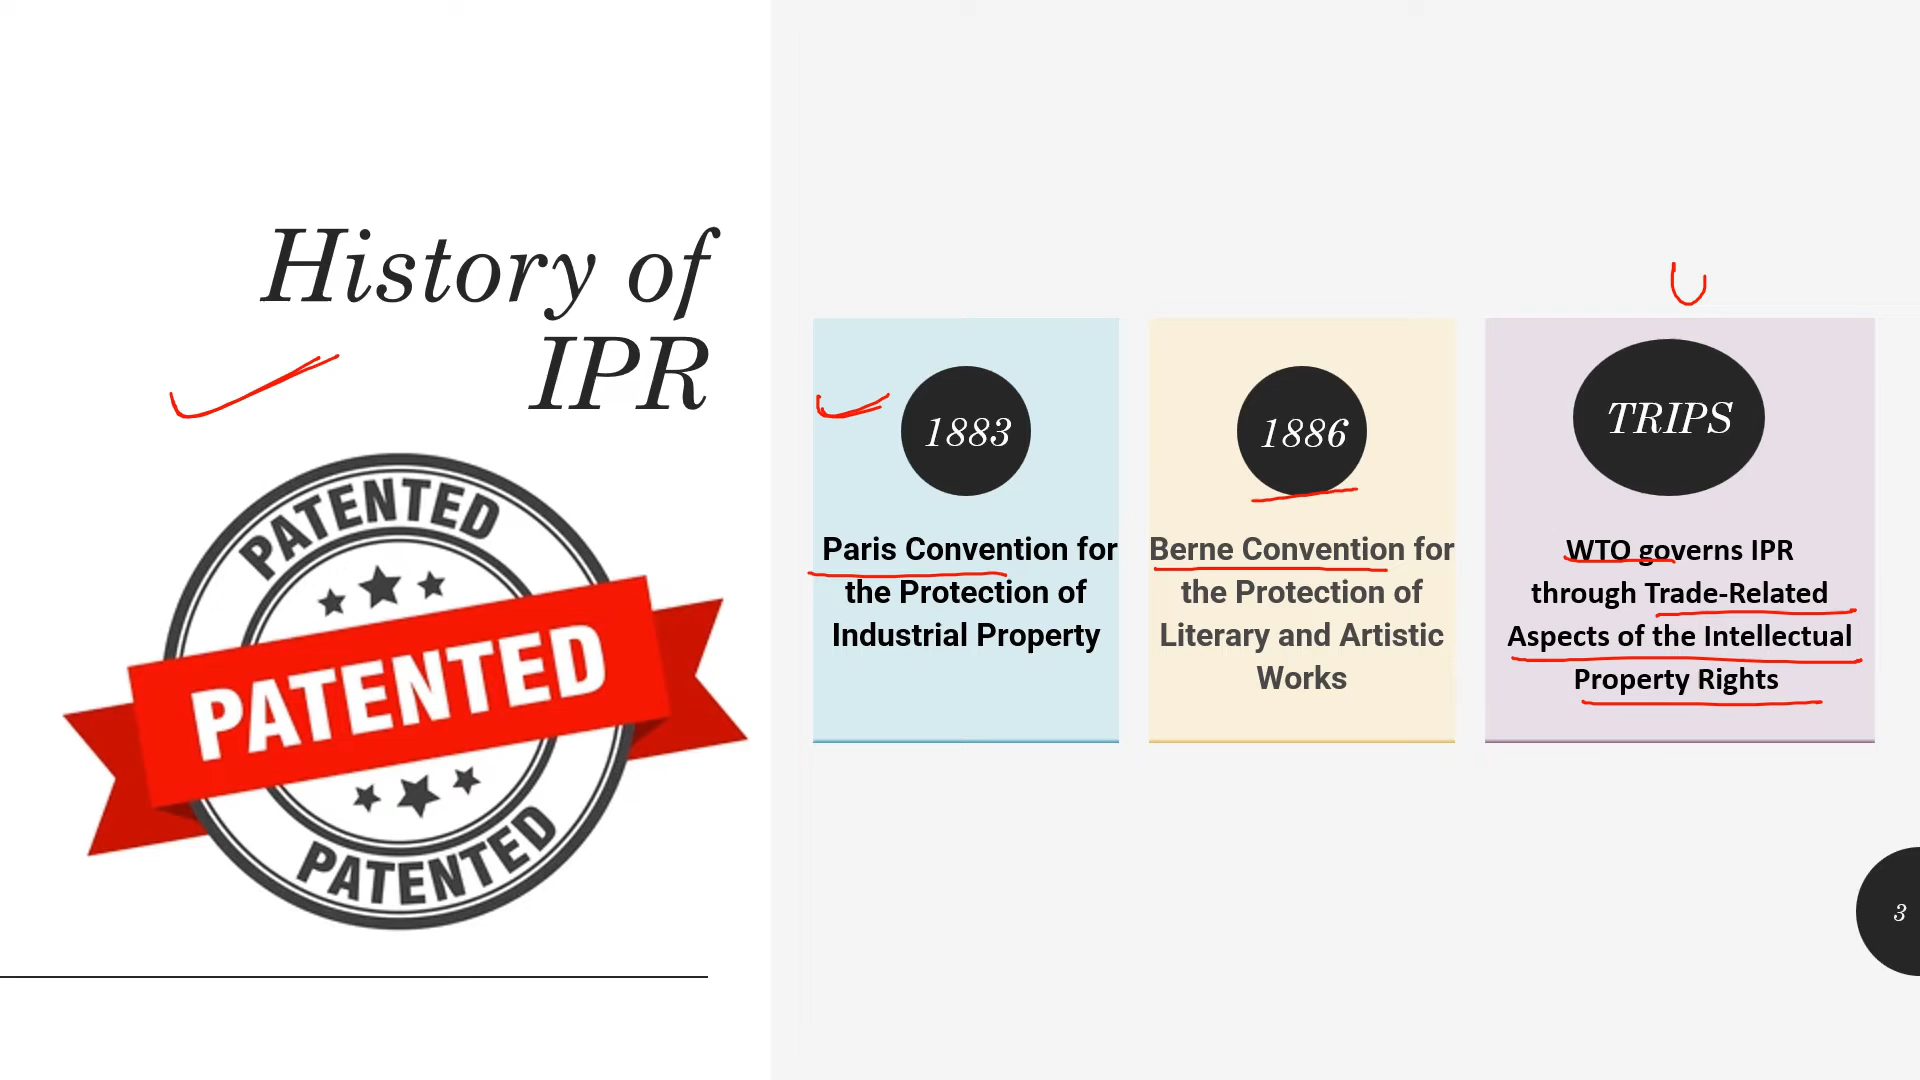 History of
IPR
PATENTED
PATENTED
PATENTED
1883
Paris Convention for
the Protection of
Industrial Property
1886
Berne Convention for
the Protection of
Literary and Artistic
Works
U
TRIPS
WTO governs IPR
through Trade-Related
Aspects of the Intellectual
Property Rights
3